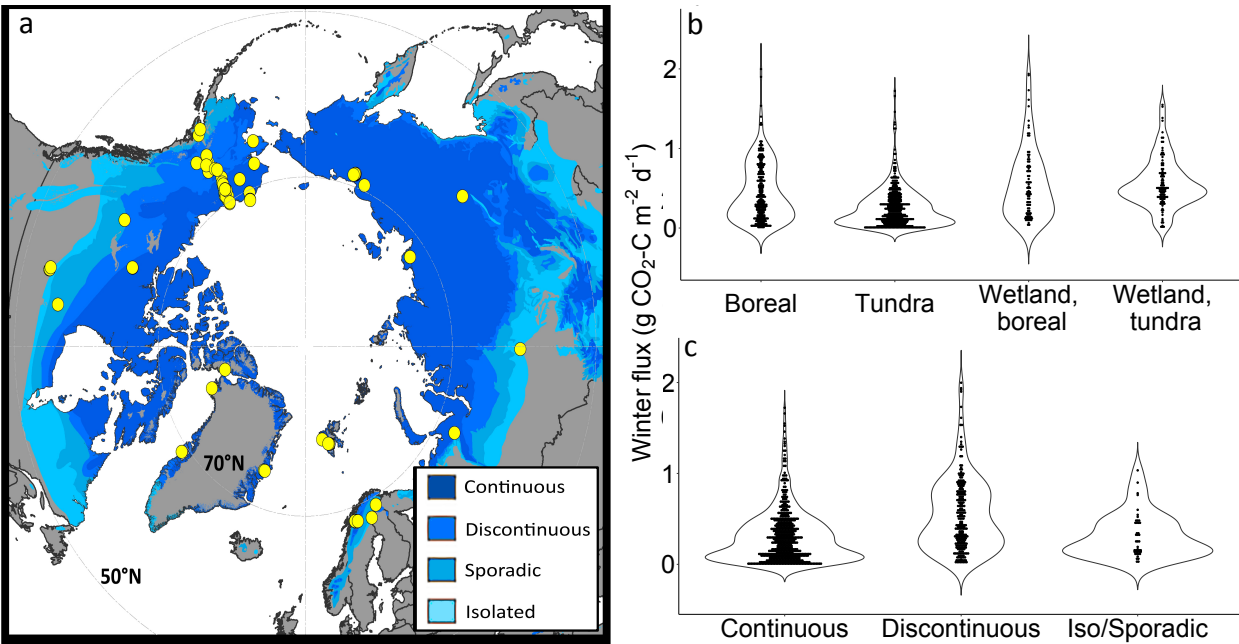 a
70°N
50°N
Continuous
Discontinuous
Sporadic
Isolated
Winter flux (g CO₂-C m⁻² d⁻¹)
b
2
1
0
Boreal
Tundra
Wetland,
boreal
Wetland,
tundra
c
2
1
0
Continuous
Discontinuous
Iso/Sporadic